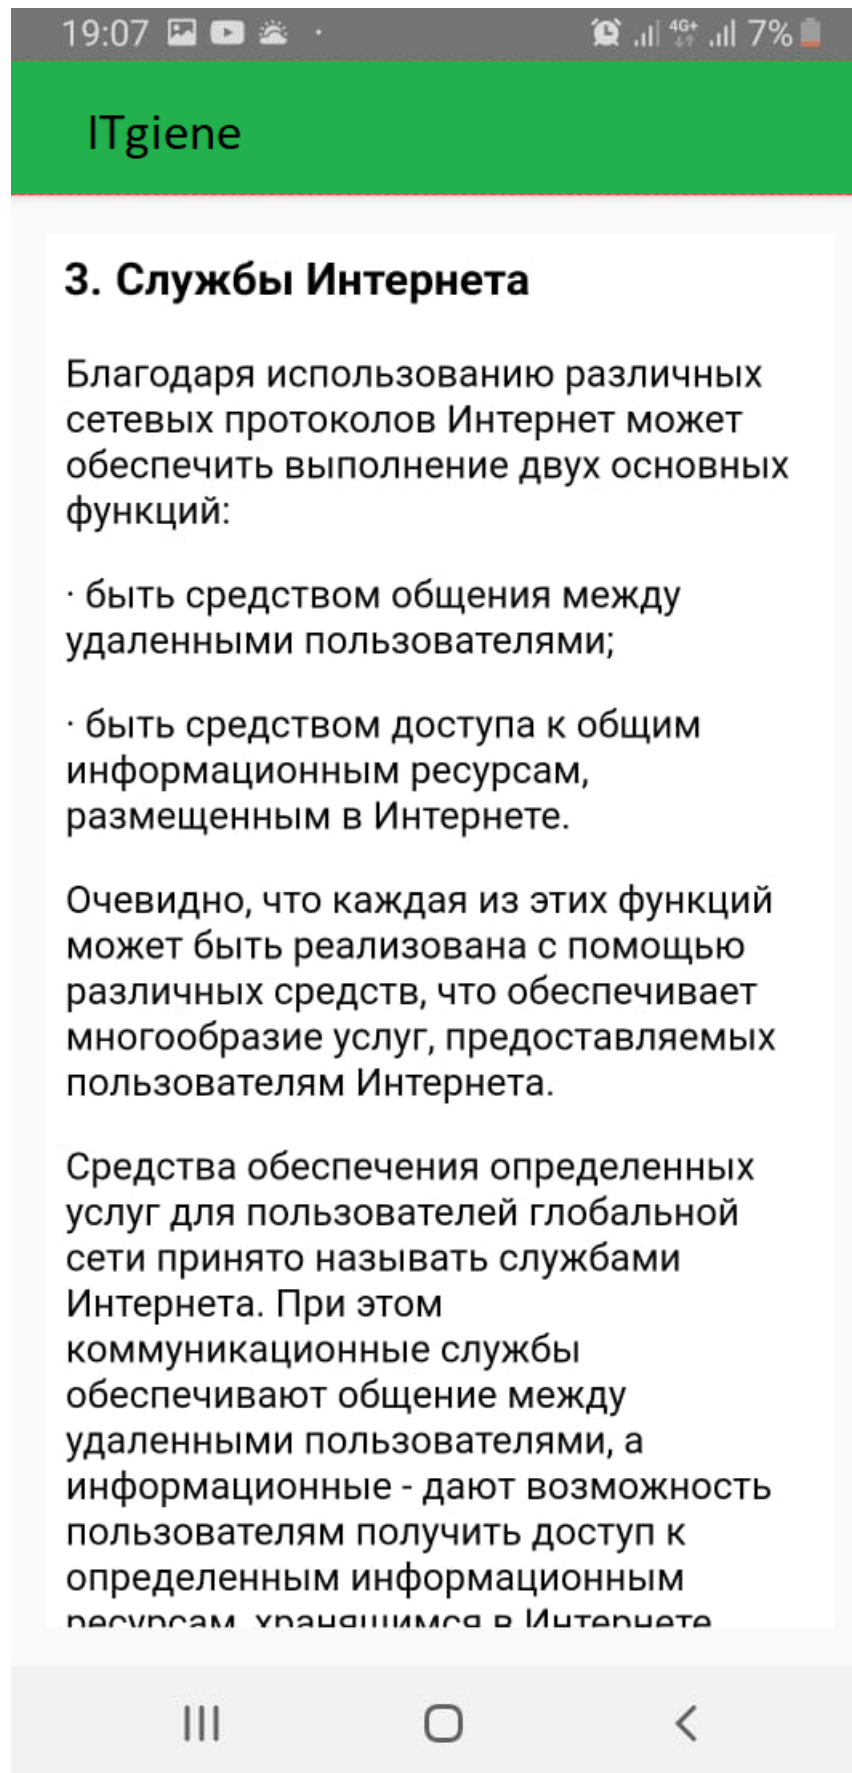 19:07
4G+
7%
ITgiene
3. Службы Интернета
Благодаря использованию различных
сетевых протоколов Интернет может
обеспечить выполнение двух основных
функций:
· быть средством общения между
удаленными пользователями;
· быть средством доступа к общим
информационным ресурсам,
размещенным в Интернете.
Очевидно, что каждая из этих функций
может быть реализована с помощью
различных средств, что обеспечивает
многообразие услуг, предоставляемых
пользователям Интернета.
Средства обеспечения определенных
услуг для пользователей глобальной
сети принято называть службами
Интернета. При этом
коммуникационные службы
обеспечивают общение между
удаленными пользователями, а
информационные - дают возможность
пользователям получить доступ к
определенным информационным
ресурсам, хранящимся в Интернете